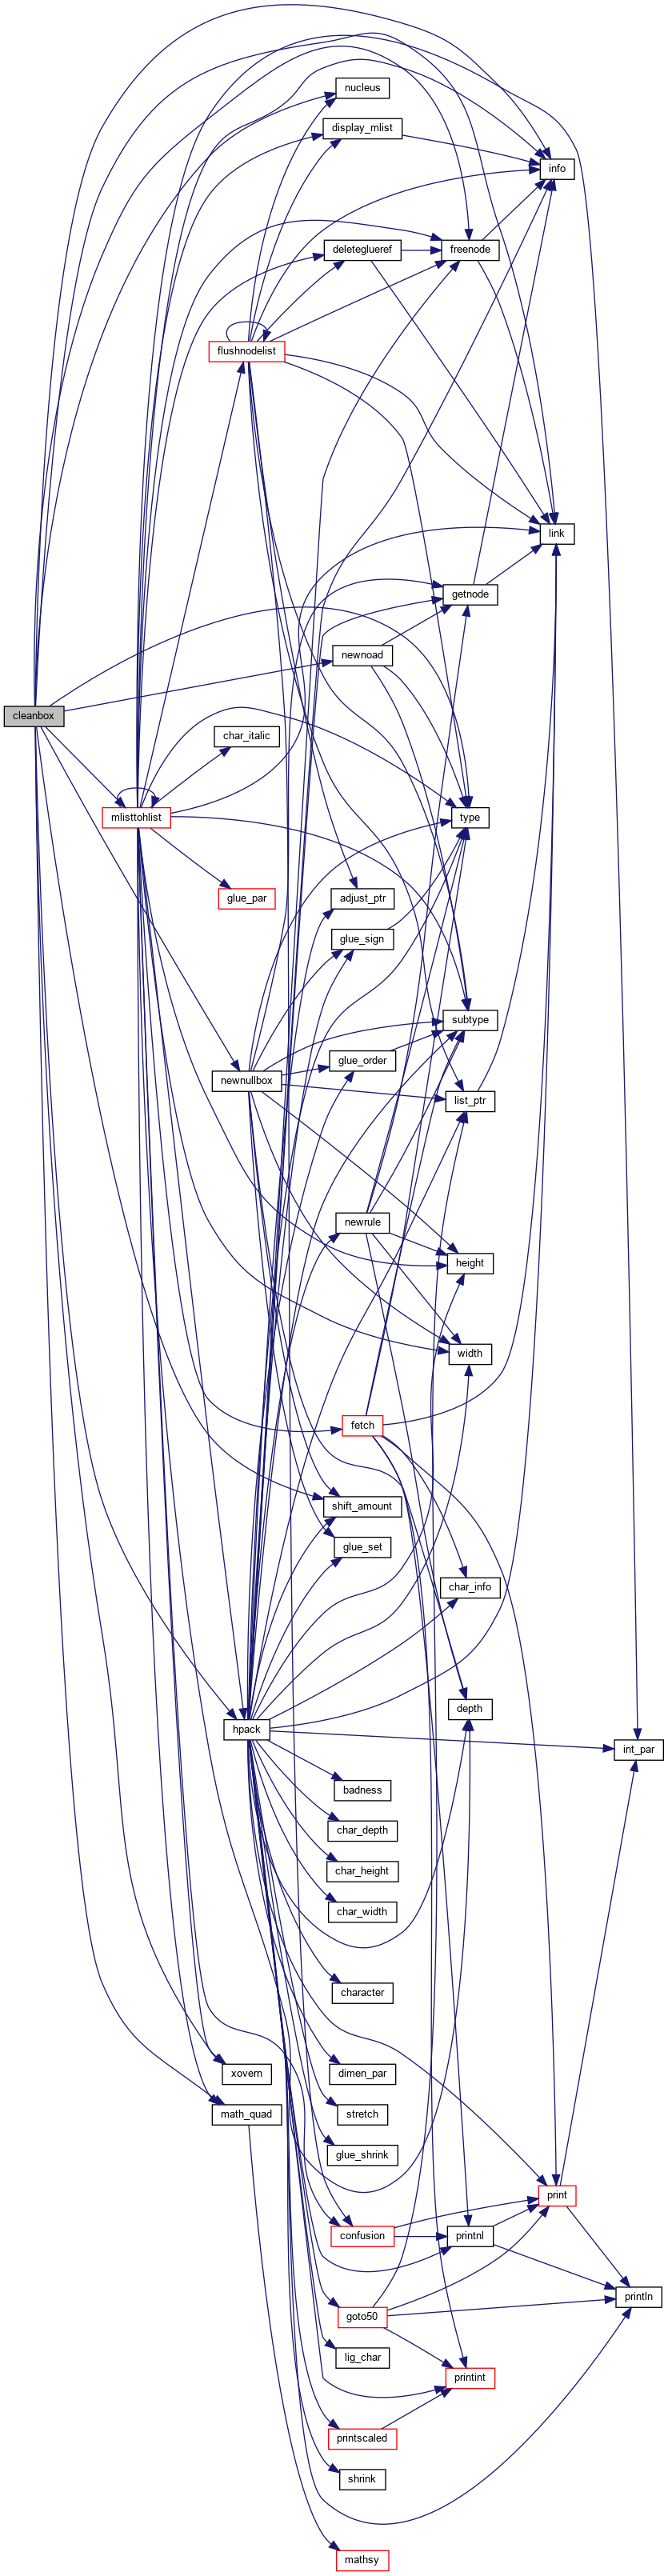 nucleus
display_mlist
info
deleteglueref
freenode
flushnodelist
link
getnode
newnoad
cleanbox
char_italic
mlisttohlist
type
glue_par
adjust_ptr
glue_sign
subtype
glue_order
newnullbox
list_ptr
newrule
height
width
fetch
shift_amount
glue_set
char_info
depth
hpack
int_par
badness
char_depth
char_height
char_width
character
xovern
dimen_par
math_quad
stretch
glue_shrink
print
confusion
printnl
println
goto50
lig_char
printint
printscaled
shrink
mathsy